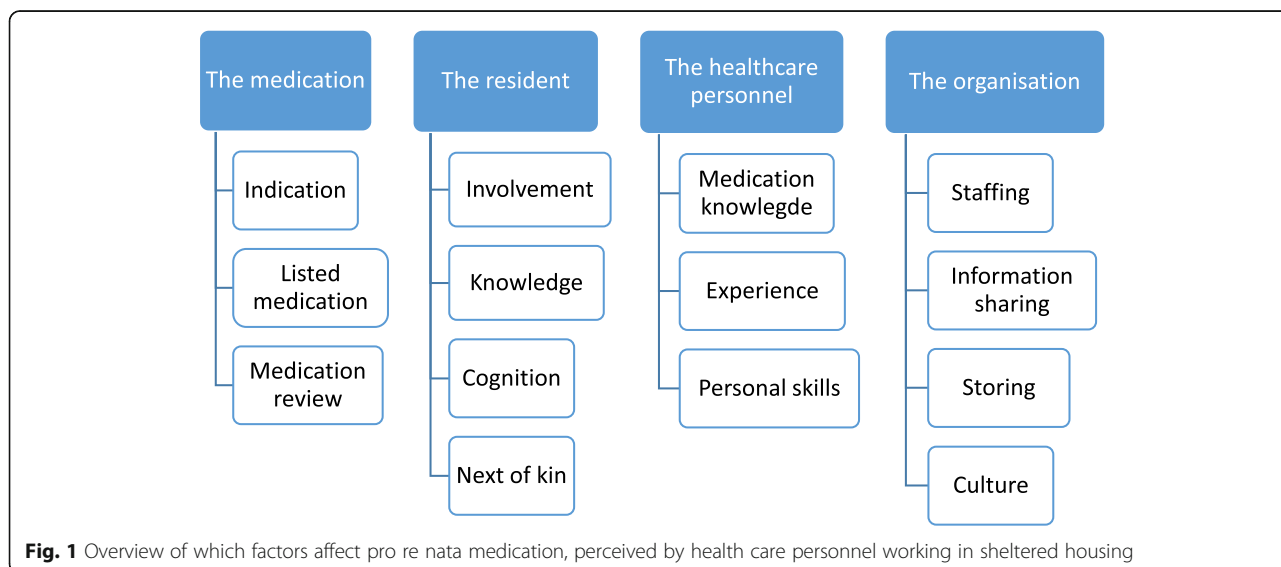 The medication
Indication
Listed
medication
Medication
review
The resident
Involvement
Knowledge
Cognition
Next of kin
The healthcare
personnel
Medication
knowlegde
Experience
Personal skills
The organisation
Staffing
Information
sharing
Storing
Culture
Fig. 1 Overview of which factors affect pro re nata medication, perceived by health care personnel working in sheltered housing